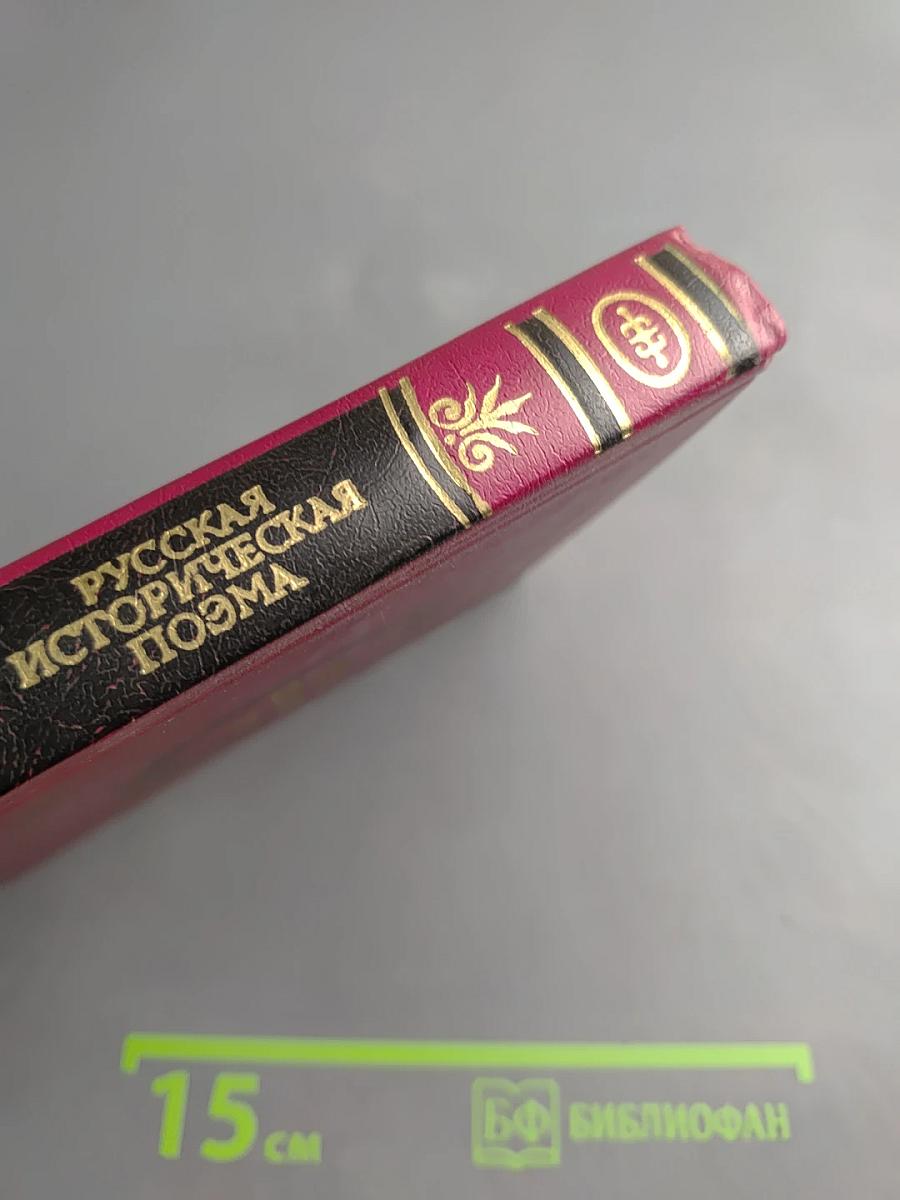 РУССКАЯ
ИСТОРИЧЕСКАЯ
ПОЭМА
15 см
БФ БИБЛИОФАН